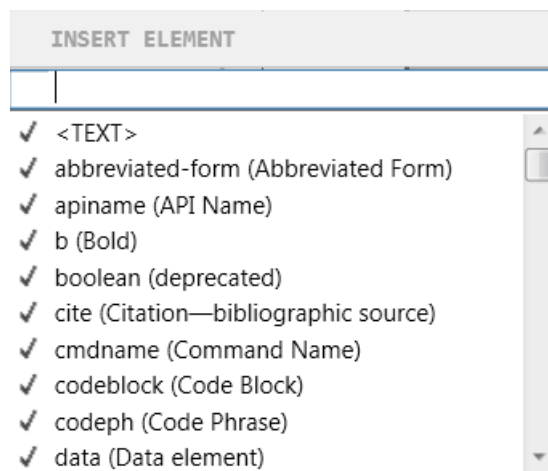 INSERT ELEMENT
<TEXT>
abbreviated-form (Abbreviated Form)
apiname (API Name)
b (Bold)
boolean (deprecated)
cite (Citation—bibliographic source)
cmdname (Command Name)
codeblock (Code Block)
codeph (Code Phrase)
data (Data element)